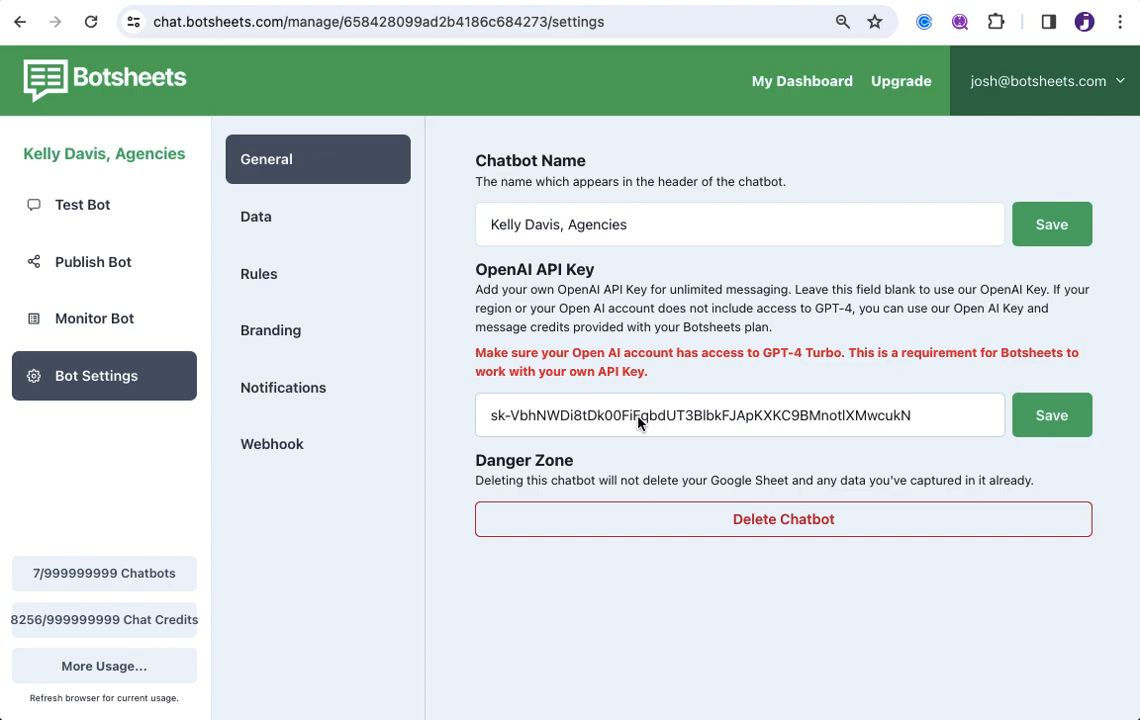 chat.botsheets.com/manage/658428099ad2b4186c684273/settings
Botsheets
My Dashboard
Upgrade
josh@botsheets.com
Kelly Davis, Agencies
Test Bot
Publish Bot
Monitor Bot
Bot Settings
7/999999999 Chatbots
8256/999999999 Chat Credits
More Usage...
Refresh browser for current usage.
General
Data
Rules
Branding
Notifications
Webhook
Chatbot Name
The name which appears in the header of the chatbot.
Kelly Davis, Agencies
Save
OpenAI API Key
Add your own OpenAI API Key for unlimited messaging. Leave this field blank to use our OpenAI Key. If your
region or your Open AI account does not include access to GPT-4, you can use our Open AI Key and
message credits provided with your Botsheets plan.
Make sure your Open AI account has access to GPT-4 Turbo. This is a requirement for Botsheets to
work with your own API Key.
Save
Danger Zone
Deleting this chatbot will not delete your Google Sheet and any data you've captured in it already.
Delete Chatbot